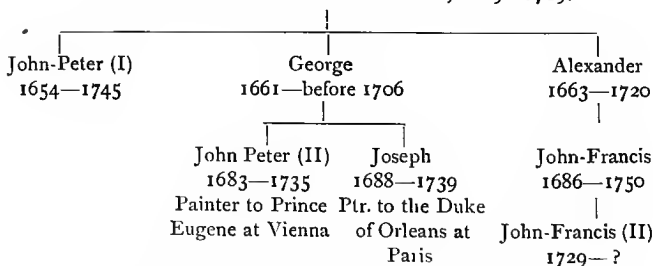 John-Peter (I) George Alexander
1654—1745 1661—before 1706 1663—1720
John Peter (II) Joseph John-Francis
1683—1735 1688—1739 1686—1750
Painter to Prince Ptr. to the Duke
Eugene at Vienna of Orleans at John-Francis (II)
Paris 1729— ?